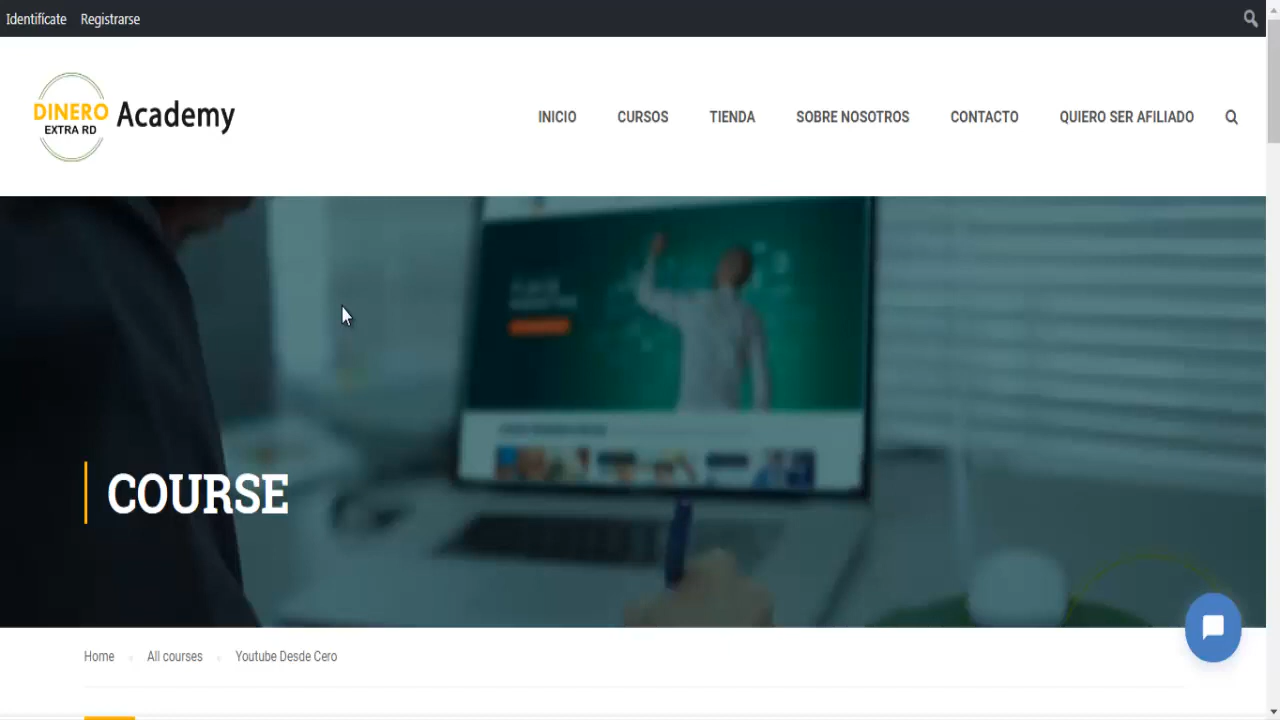 Identifícate Registrarse
DINERO
EXTRA RD
Academy
INICIO CURSOS TIENDA SOBRE NOSOTROS CONTACTO QUIERO SER AFILIADO
COURSE
Home All courses Youtube Desde Cero